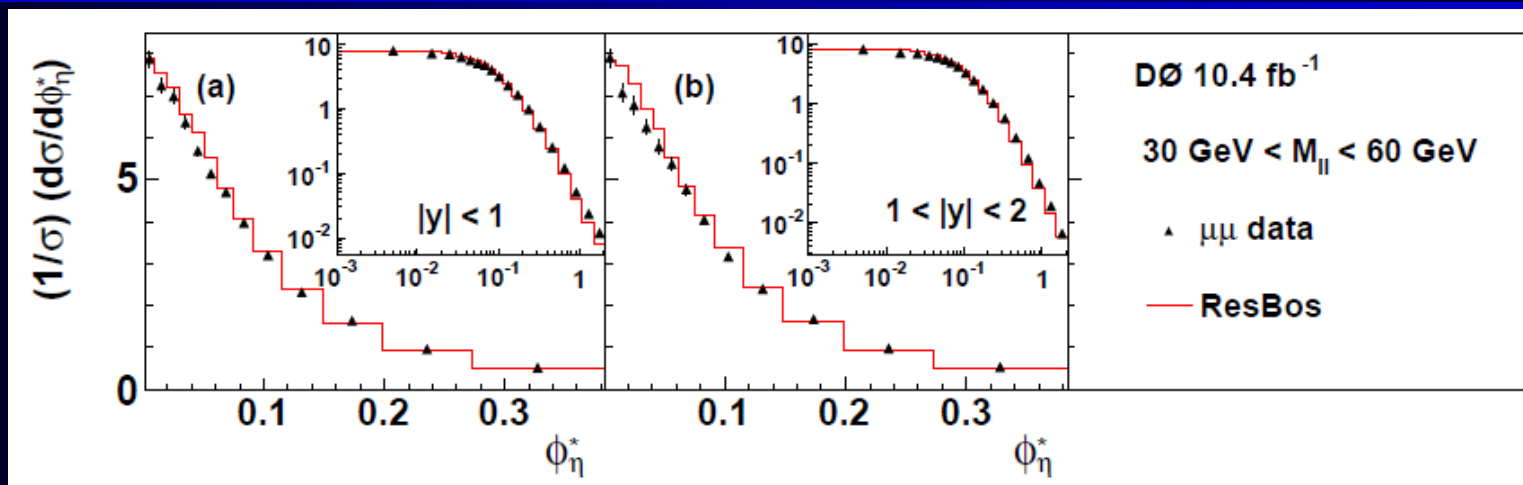 (1/σ) (dσ/dϕ*η)
5
0
(a)
10
1
10⁻¹
10⁻²
|y| < 1
10⁻³ 10⁻² 10⁻¹ 1
0.1 0.2 0.3
ϕ*η
(b)
10
1
10⁻¹
10⁻²
1 < |y| < 2
10⁻³ 10⁻² 10⁻¹ 1
0.1 0.2 0.3
ϕ*η
DØ 10.4 fb⁻¹
30 GeV < Mll < 60 GeV
μμ data
ResBos